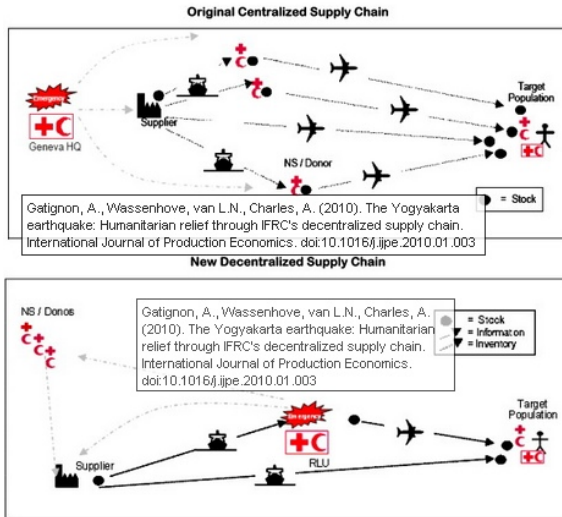 Original Centralized Supply Chain
Emergency
Geneva HQ
Supplier
NS / Donor
Target
Population
= Stock
Gatignon, A., Wassenhove, van L.N., Charles, A. (2010). The Yogyakarta
earthquake: Humanitarian relief through IFRC's decentralized supply chain.
International Journal of Production Economics. doi:10.1016/j.ijpe.2010.01.003
New Decentralized Supply Chain
NS / Donos
Gatignon, A., Wassenhove, van L.N., Charles, A.
(2010). The Yogyakarta earthquake: Humanitarian
relief through IFRC's decentralized supply chain.
International Journal of Production Economics.
doi:10.1016/j.ijpe.2010.01.003
= Stock
= Information
= Inventory
Target
Population
Emergency
RLU
Supplier